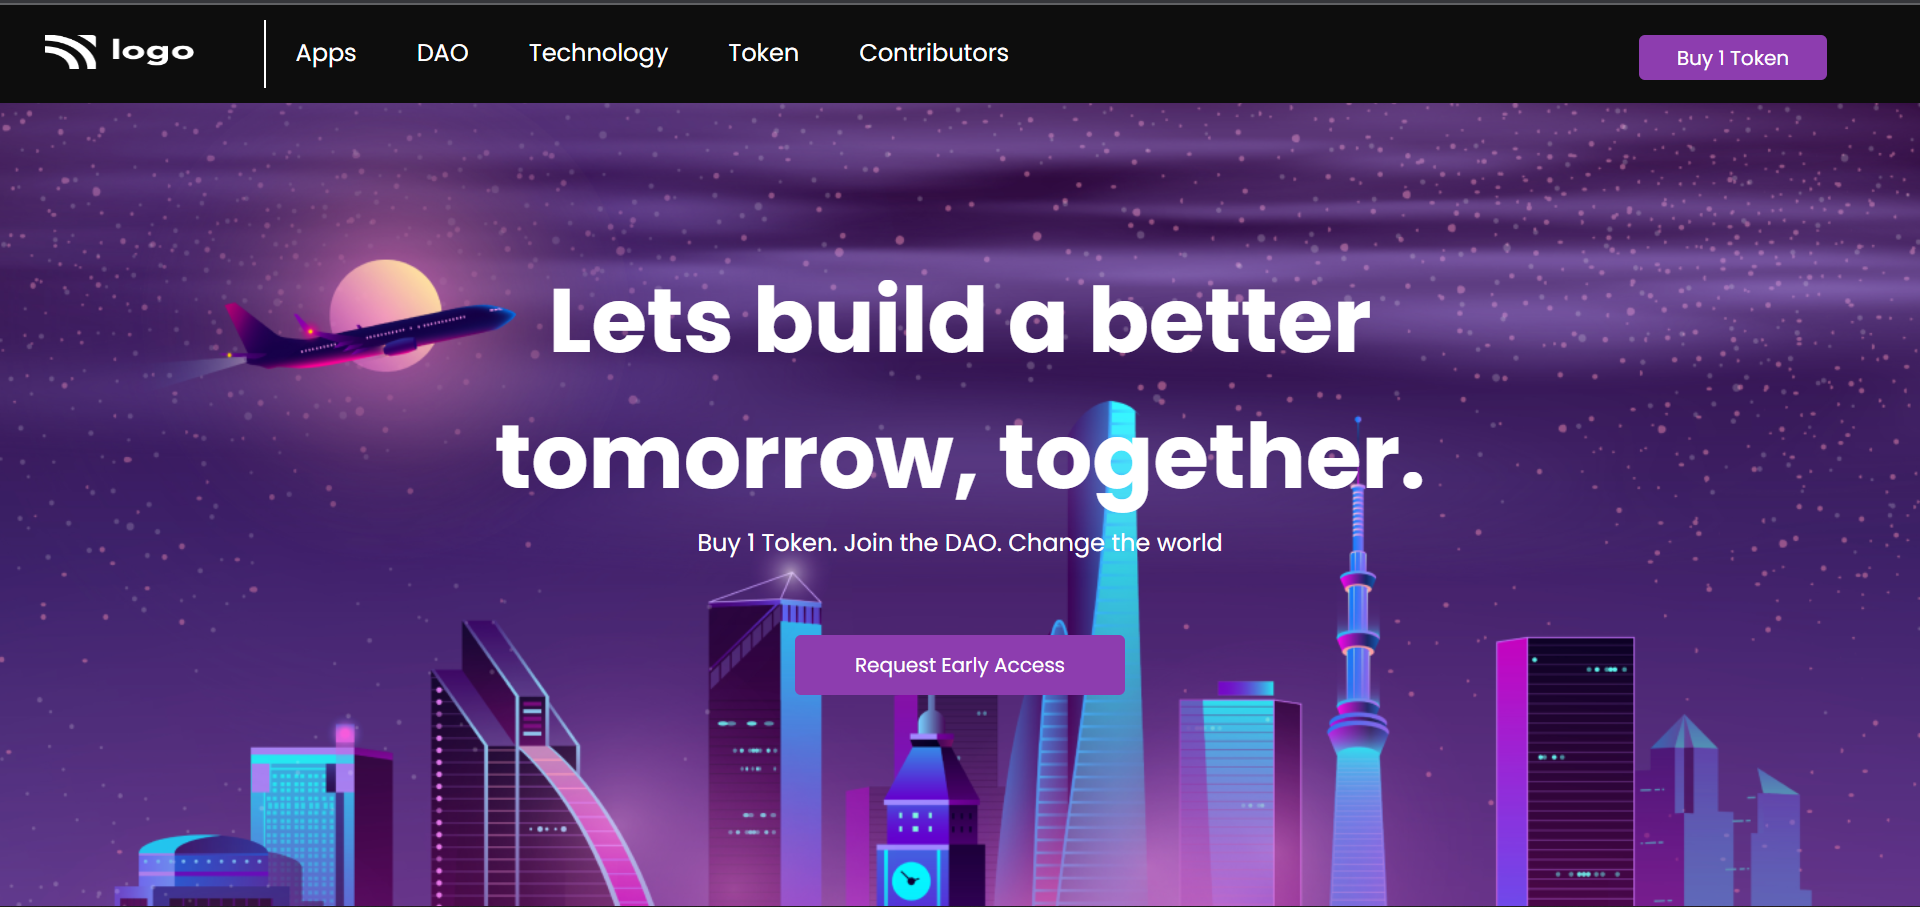 logo
Apps DAO Technology Token Contributors
Buy 1 Token
Lets build a better
tomorrow, together.
Buy 1 Token. Join the DAO. Change the world
Request Early Access